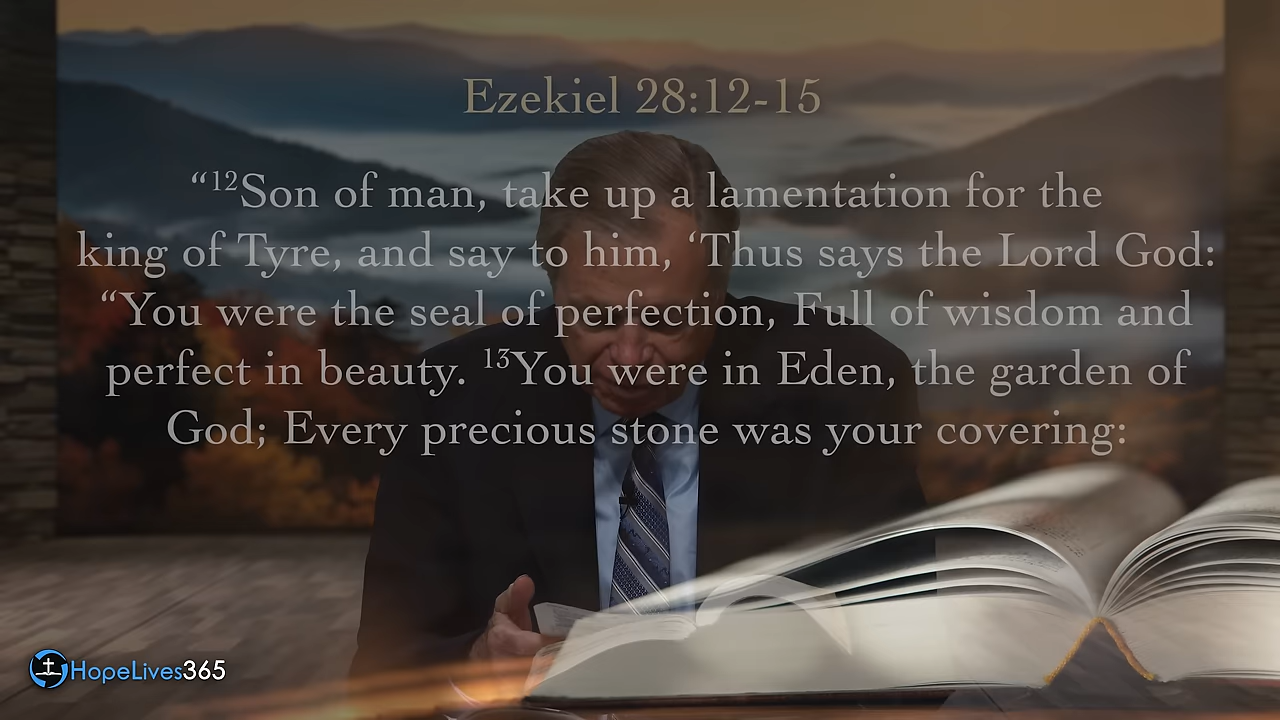 Ezekiel 28:12-15
“¹²Son of man, take up a lamentation for the
king of Tyre, and say to him, ‘Thus says the Lord God:
“You were the seal of perfection, Full of wisdom and
perfect in beauty. ¹³You were in Eden, the garden of
God; Every precious stone was your covering:
HopeLives365